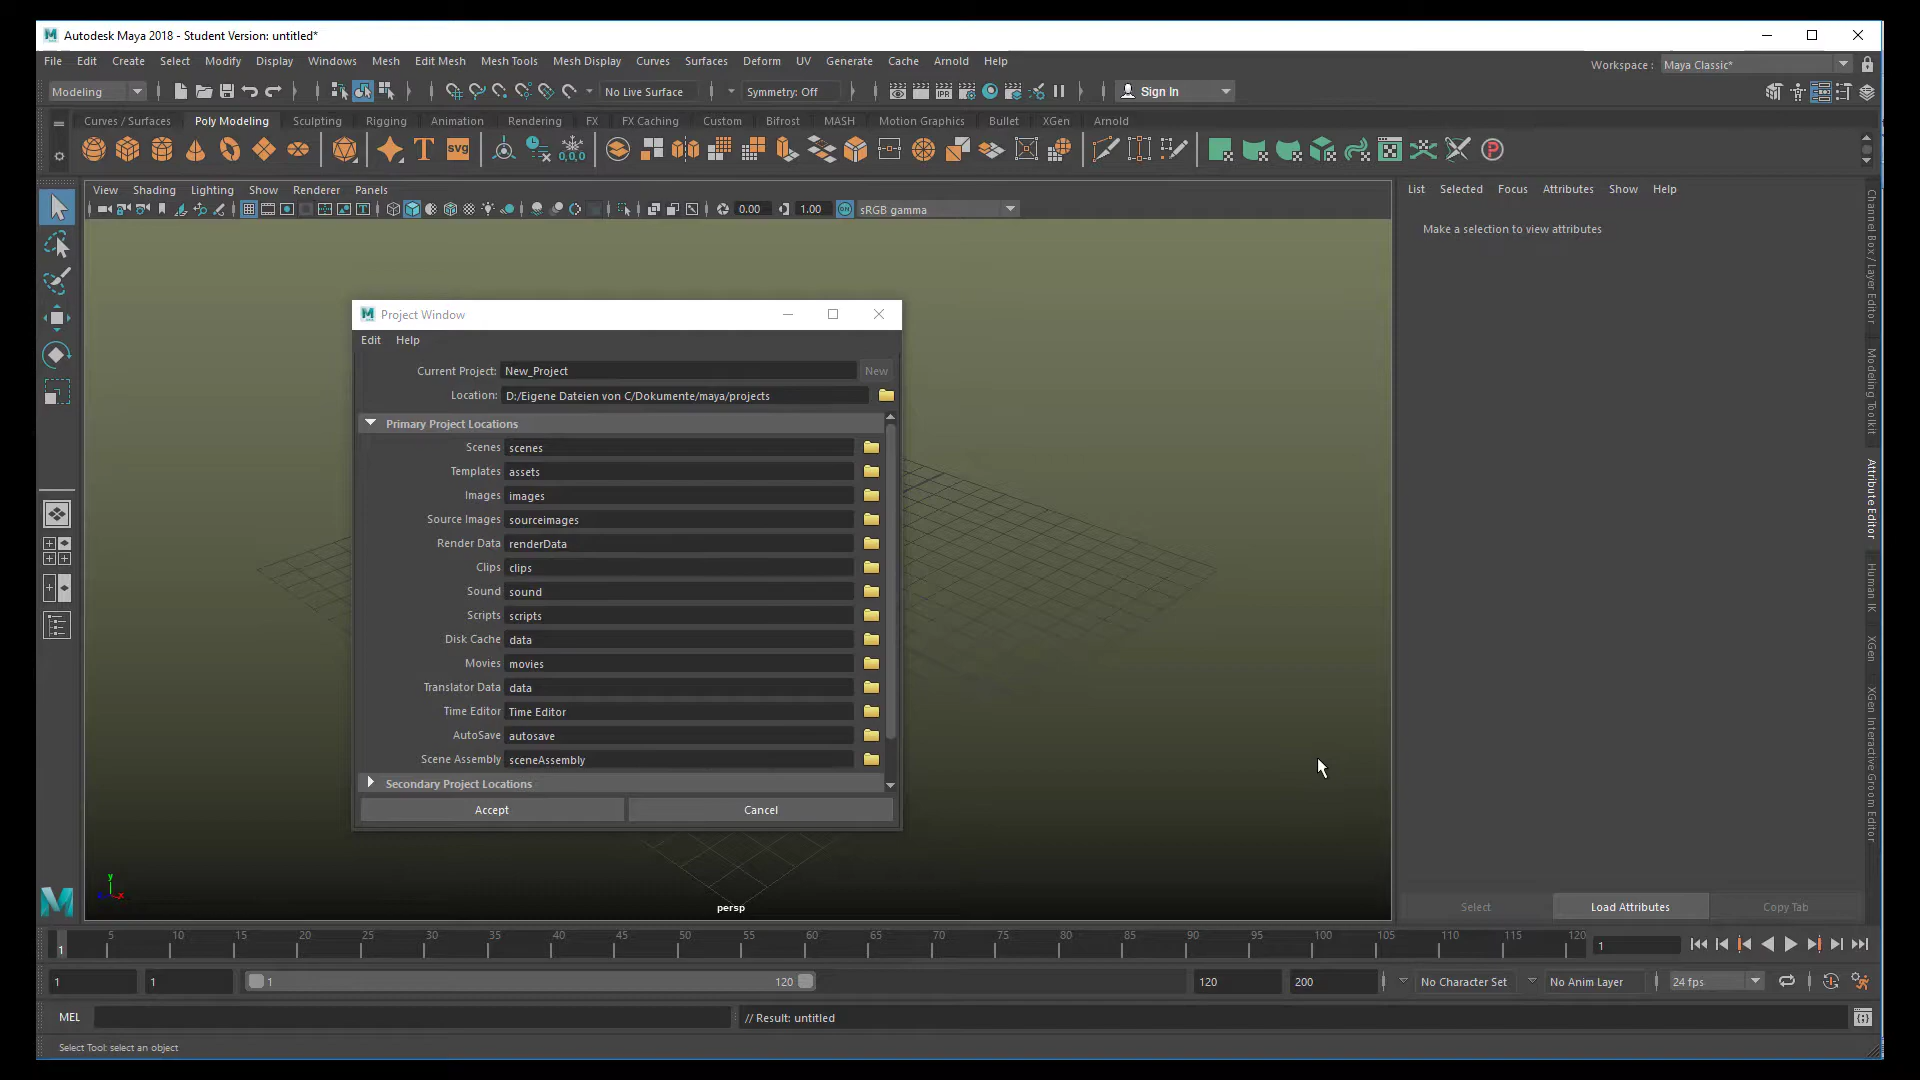 Autodesk Maya 2018 - Student Version: untitled*
File Edit Create Select Modify Display Windows Mesh Edit Mesh Mesh Tools Mesh Display Curves Surfaces Deform UV Generate Cache Arnold Help
Workspace : Maya Classic*
Modeling No Live Surface Symmetry: Off IPR Sign In
Curves / Surfaces Poly Modeling Sculpting Rigging Animation Rendering FX FX Caching Custom Bifrost MASH Motion Graphics Bullet XGen Arnold
T SVG 0,0,0 P
View Shading Lighting Show Renderer Panels
0.00 1.00 ON sRGB gamma
List Selected Focus Attributes Show Help
Make a selection to view attributes
Project Window
Edit Help
Current Project: New_Project New
Location: D:/Eigene Dateien von C/Dokumente/maya/projects
Primary Project Locations
Scenes scenes
Templates assets
Images images
Source Images sourceimages
Render Data renderData
Clips clips
Sound sound
Scripts scripts
Disk Cache data
Movies movies
Translator Data data
Time Editor Time Editor
AutoSave autosave
Scene Assembly sceneAssembly
Secondary Project Locations
Accept Cancel
y
x
persp
Channel Box / Layer Editor
Modeling Toolkit
Attribute Editor
Human IK
XGen
XGen Interactive Groom Editor
Select Load Attributes Copy Tab
1 5 10 15 20 25 30 35 40 45 50 55 60 65 70 75 80 85 90 95 100 105 110 115 120 1
1 1 1 120 120 200 No Character Set No Anim Layer 24 fps
MEL // Result: untitled
Select Tool: select an object